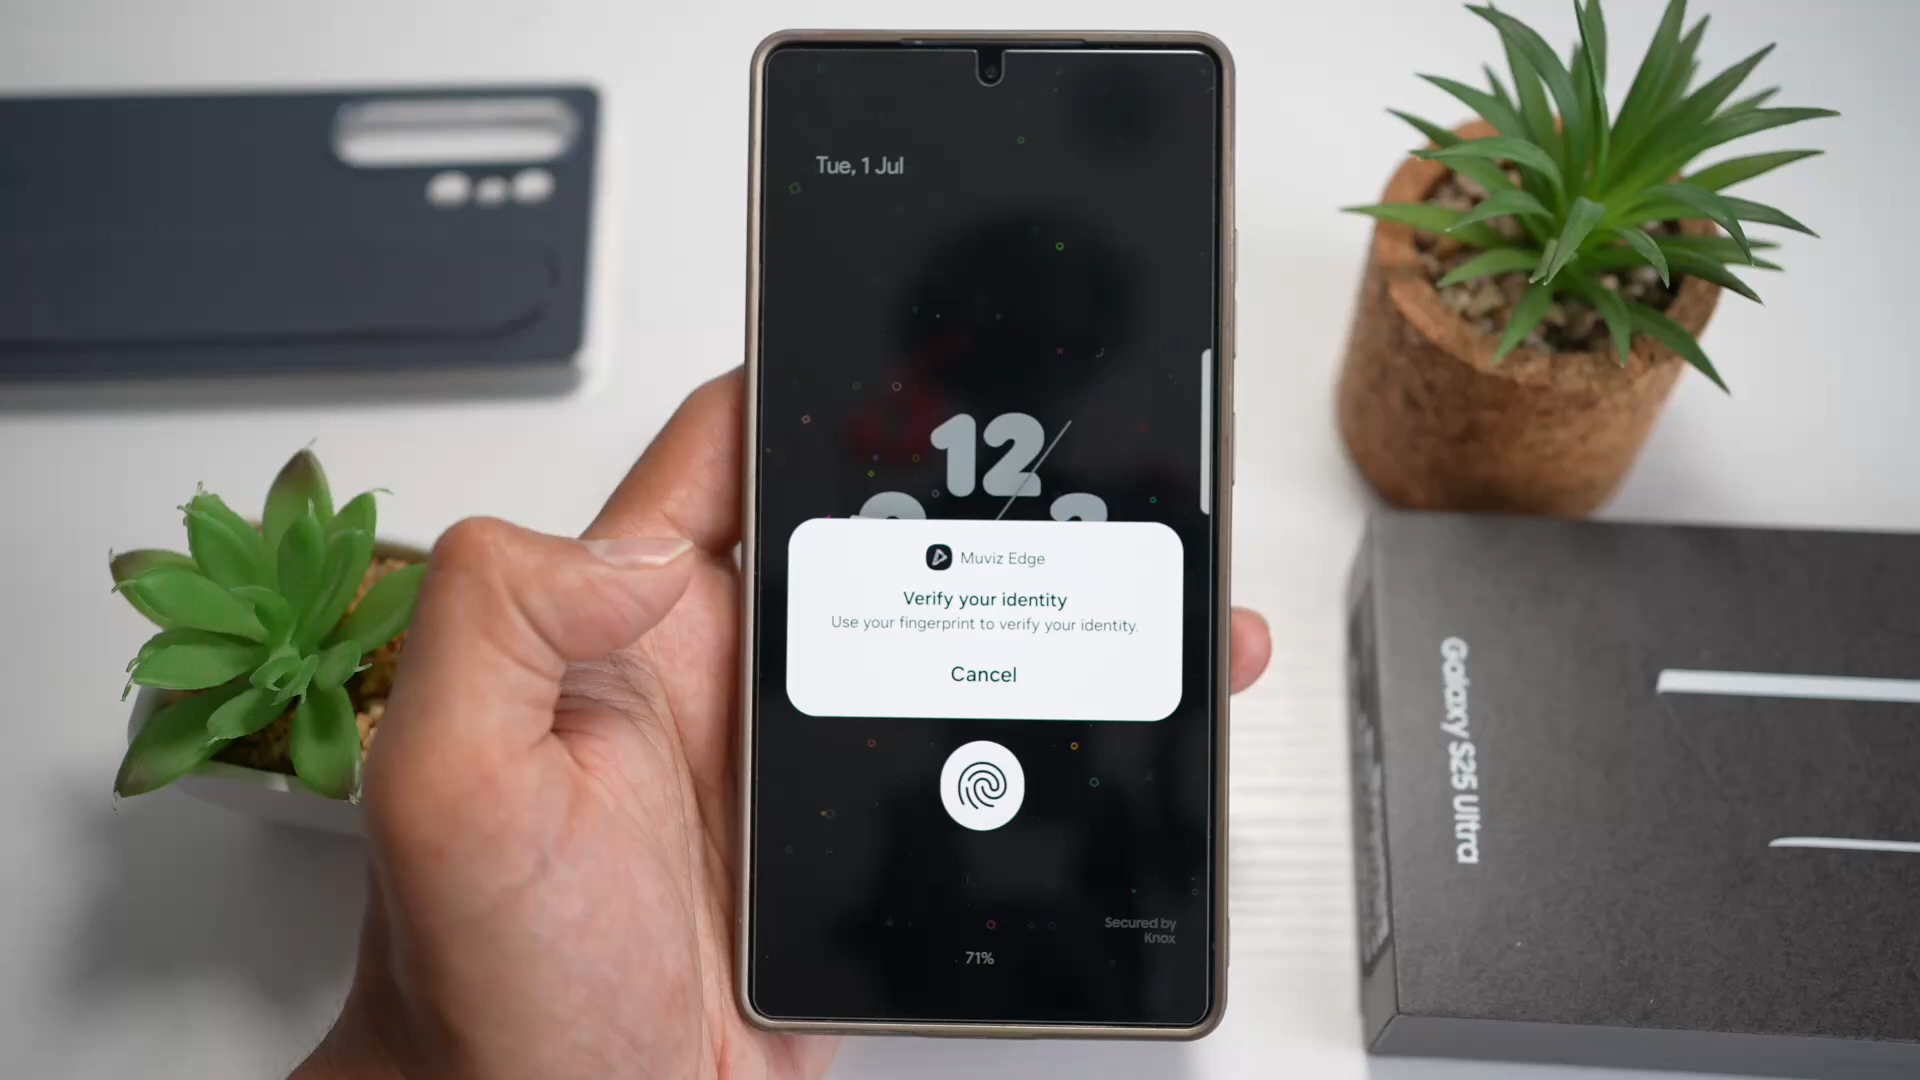 Tue, 1 Jul
12
Muviz Edge
Verify your identity
Use your fingerprint to verify your identity.
Cancel
Secured by
Knox
71%
Galaxy S25 Ultra